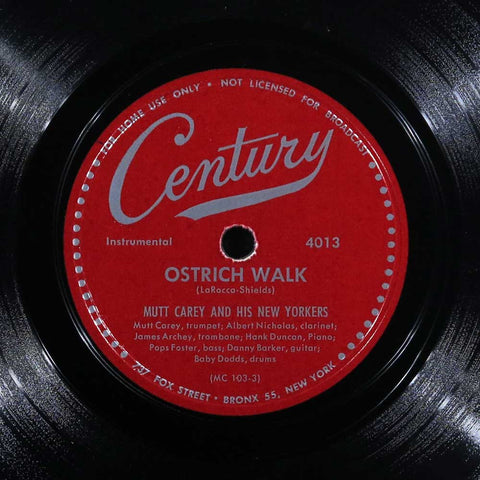 FOR HOME USE ONLY • NOT LICENSED FOR BROADCAST
Century
Instrumental 4013
OSTRICH WALK
(LaRocca-Shields)
MUTT CAREY AND HIS NEW YORKERS
Mutt Carey, trumpet; Albert Nicholas, clarinet;
James Archey, trombone; Hank Duncan, Piano;
Pops Foster, bass; Danny Barker, guitar;
Baby Dodds, drums
(MC 103-3)
737 FOX STREET • BRONX 55, NEW YORK